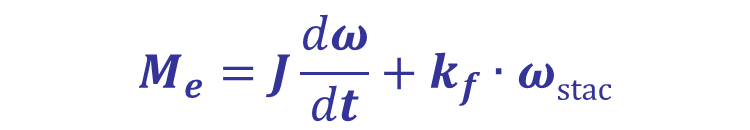 M_e = J dω/dt + k_f · ω_stac